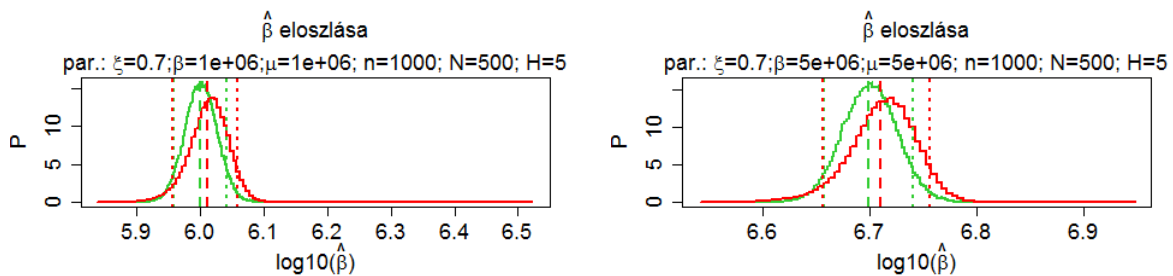 β̂ eloszlása
par.: ξ=0.7;β=1e+06;μ=1e+06; n=1000; N=500; H=5
P
0 5 10
5.9 6.0 6.1 6.2 6.3 6.4 6.5
log10(β̂)
β̂ eloszlása
par.: ξ=0.7;β=5e+06;μ=5e+06; n=1000; N=500; H=5
P
0 5 10
6.6 6.7 6.8 6.9
log10(β̂)